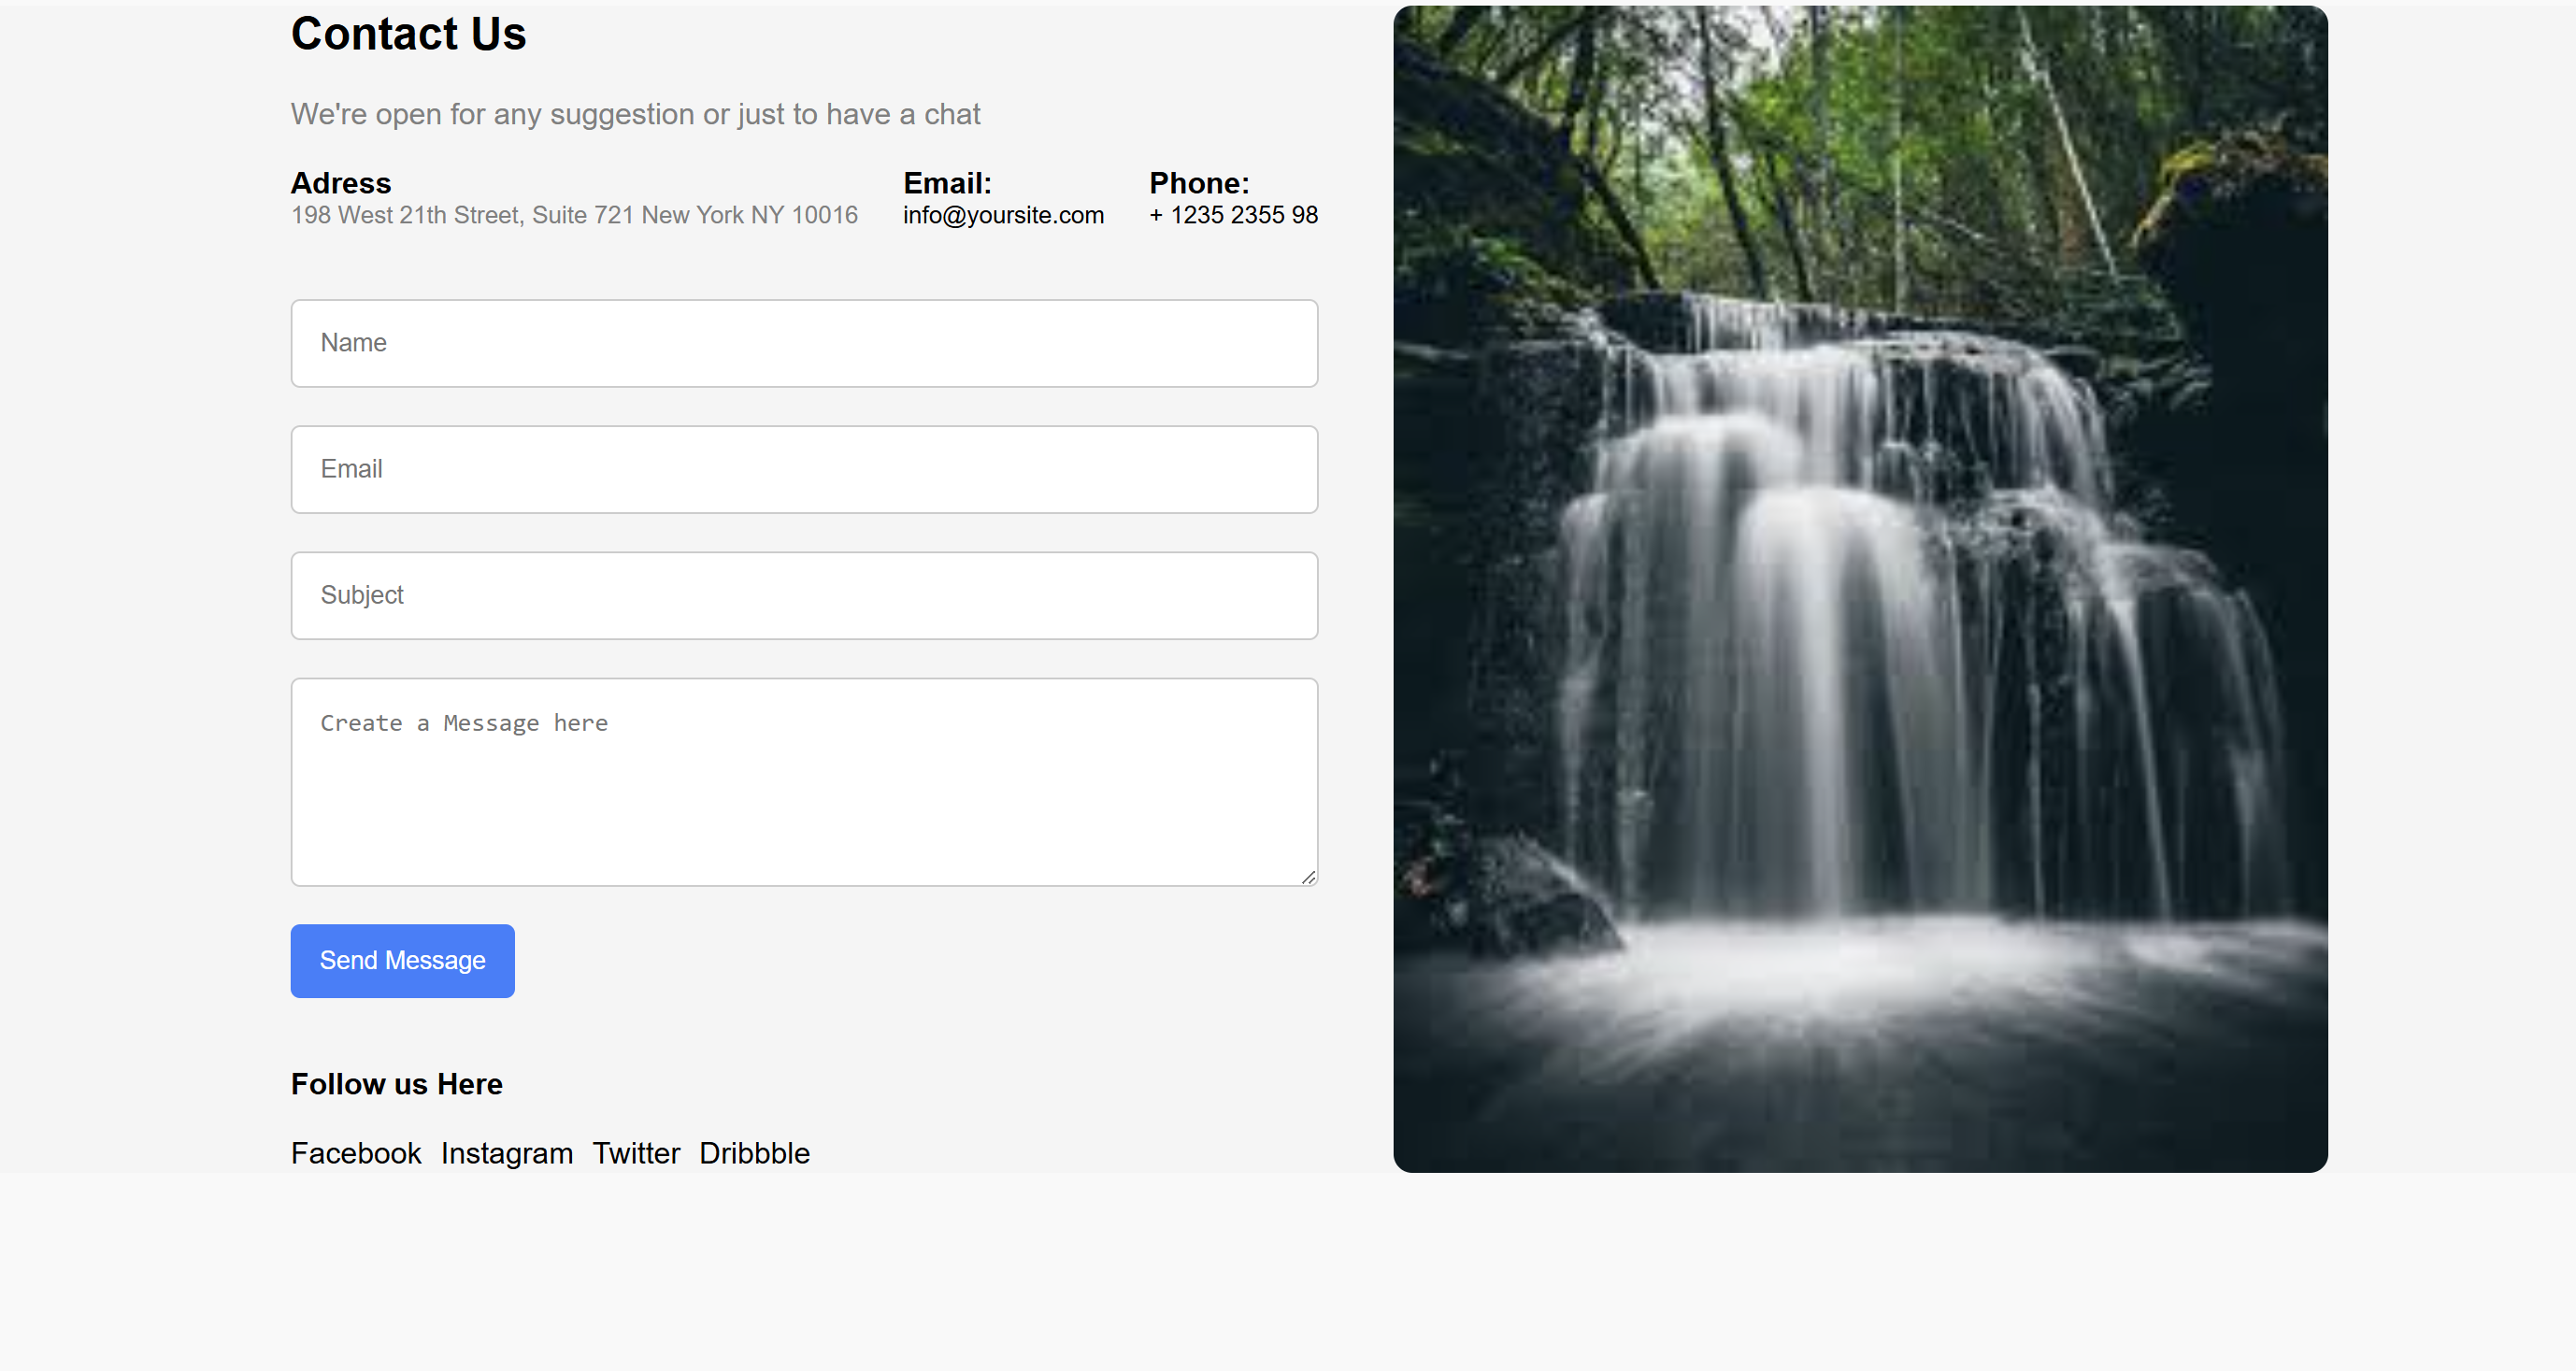 Contact Us
We're open for any suggestion or just to have a chat
Adress
198 West 21th Street, Suite 721 New York NY 10016
Email:
info@yoursite.com
Phone:
+ 1235 2355 98
Name
Email
Subject
Create a Message here
Send Message
Follow us Here
Facebook Instagram Twitter Dribbble